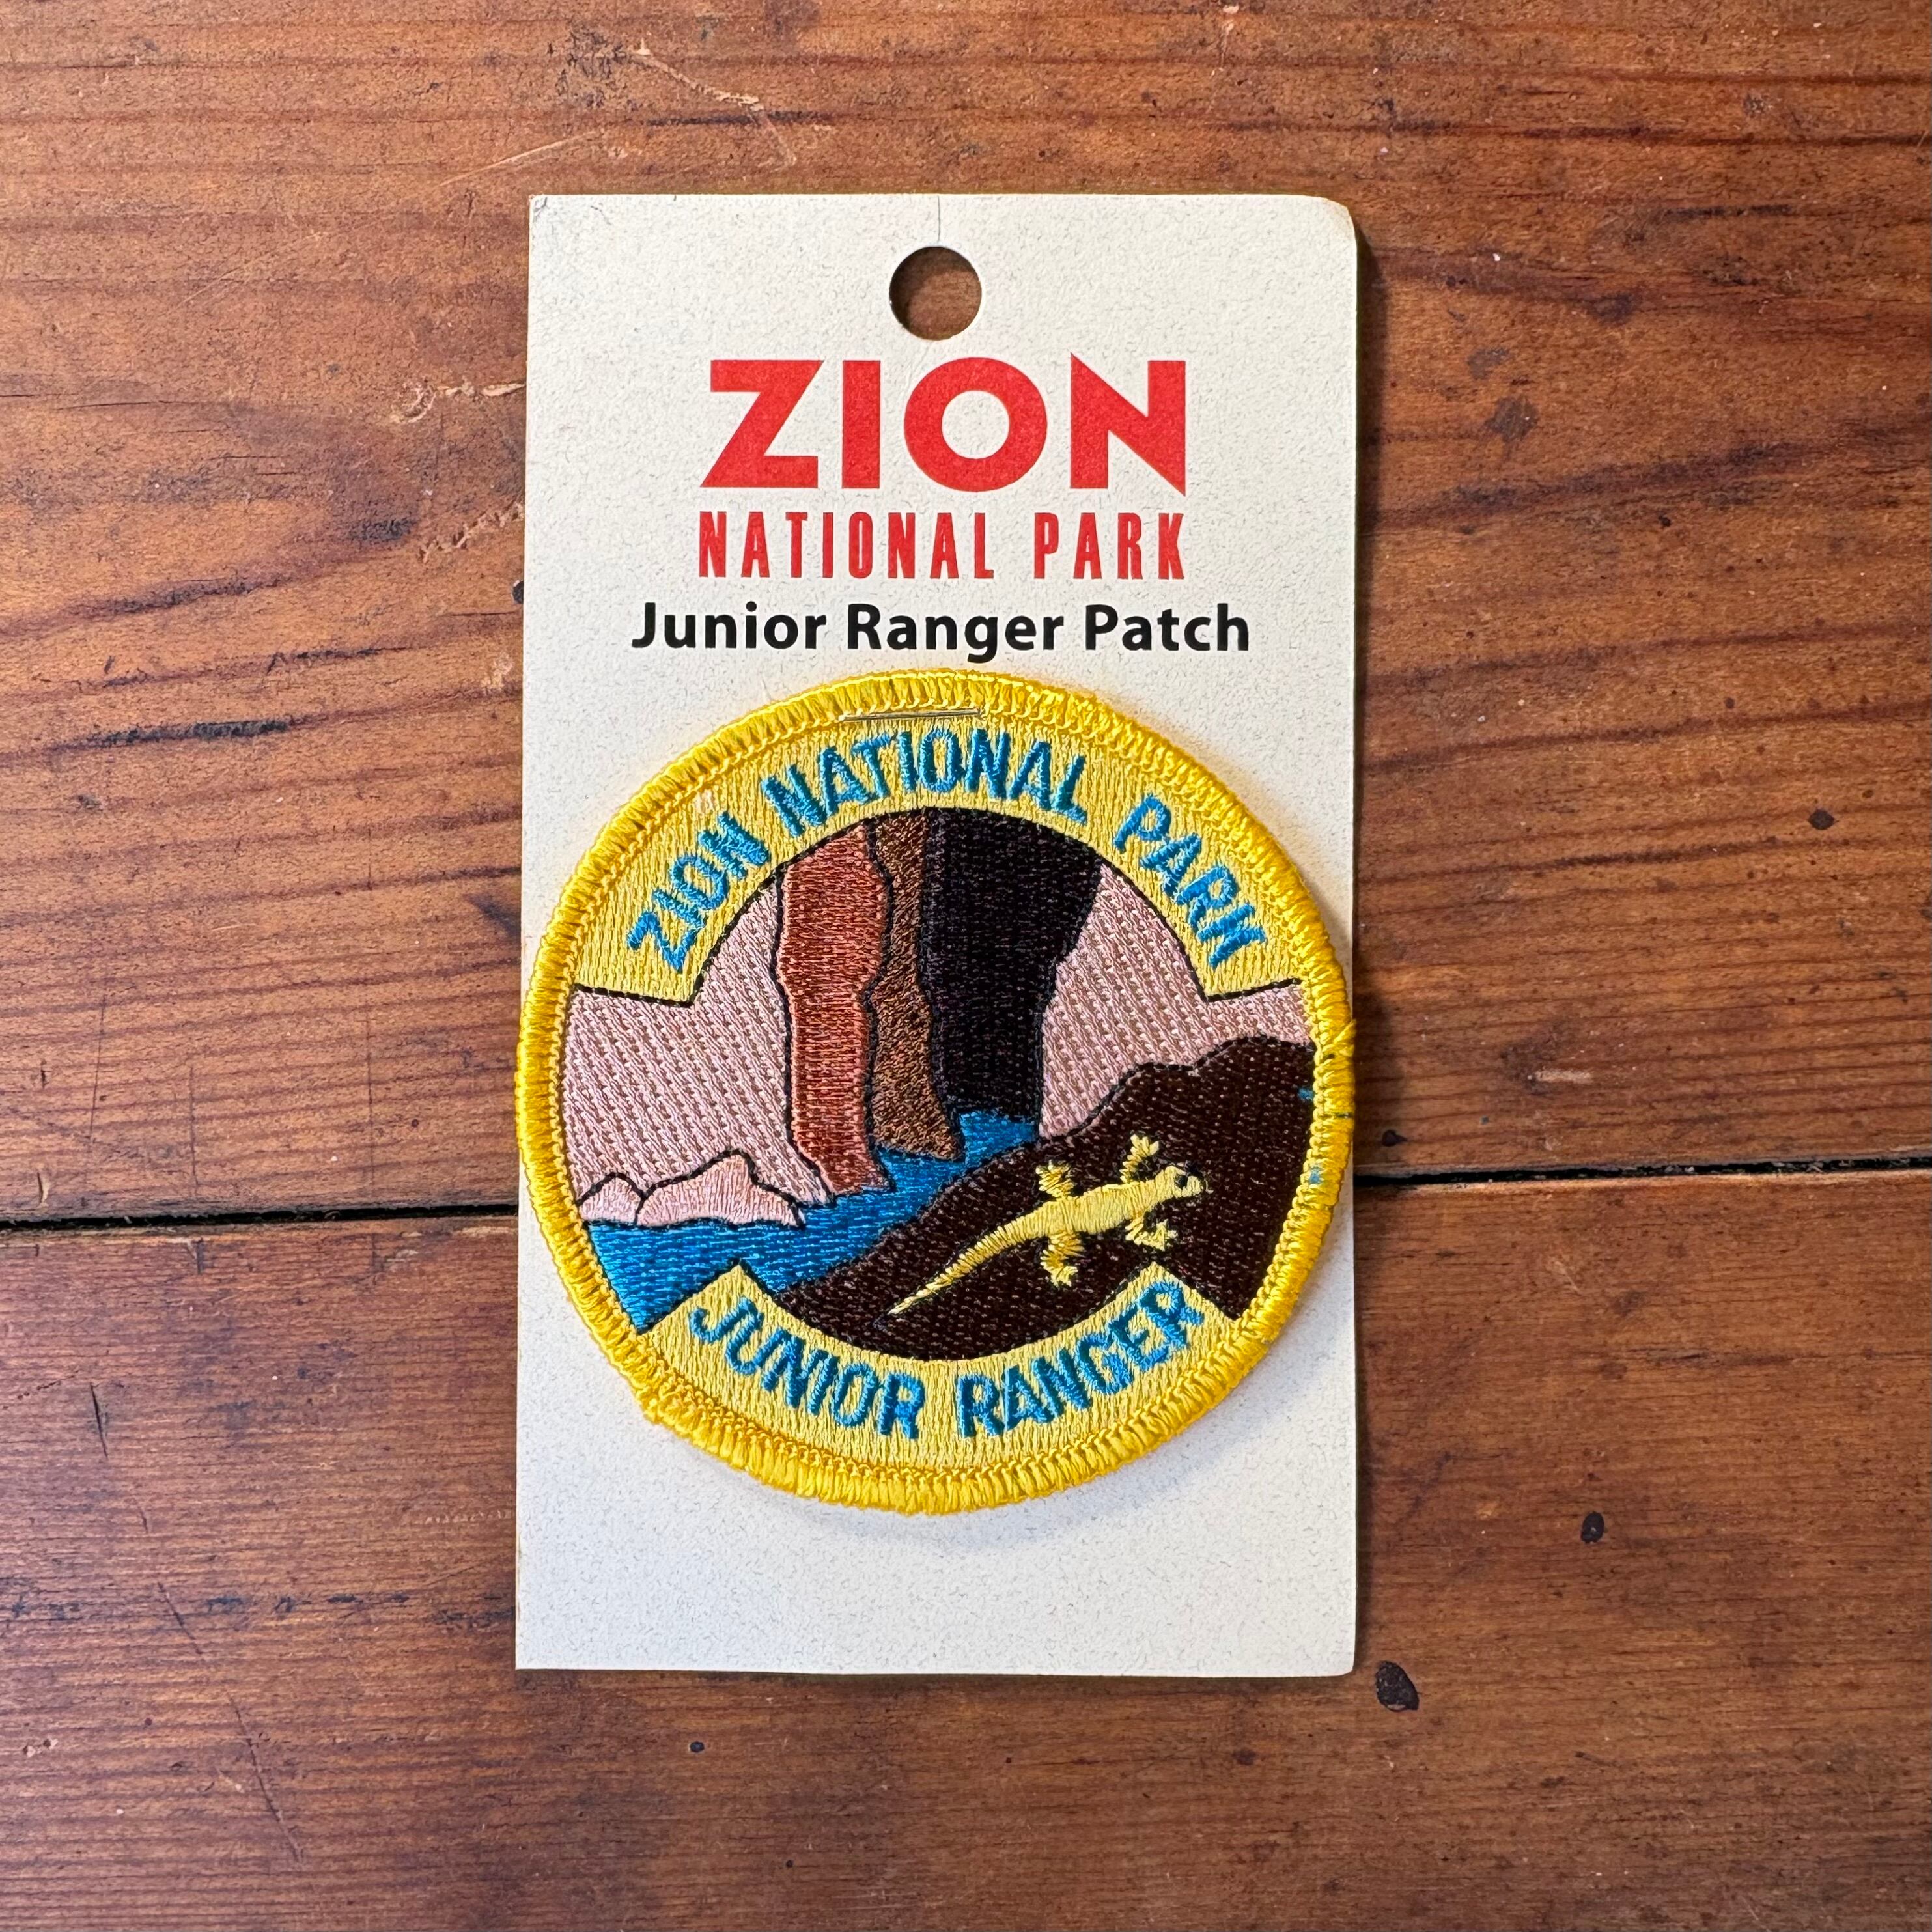 ZION
NATIONAL PARK
Junior Ranger Patch
ZION NATIONAL PARK
JUNIOR RANGER